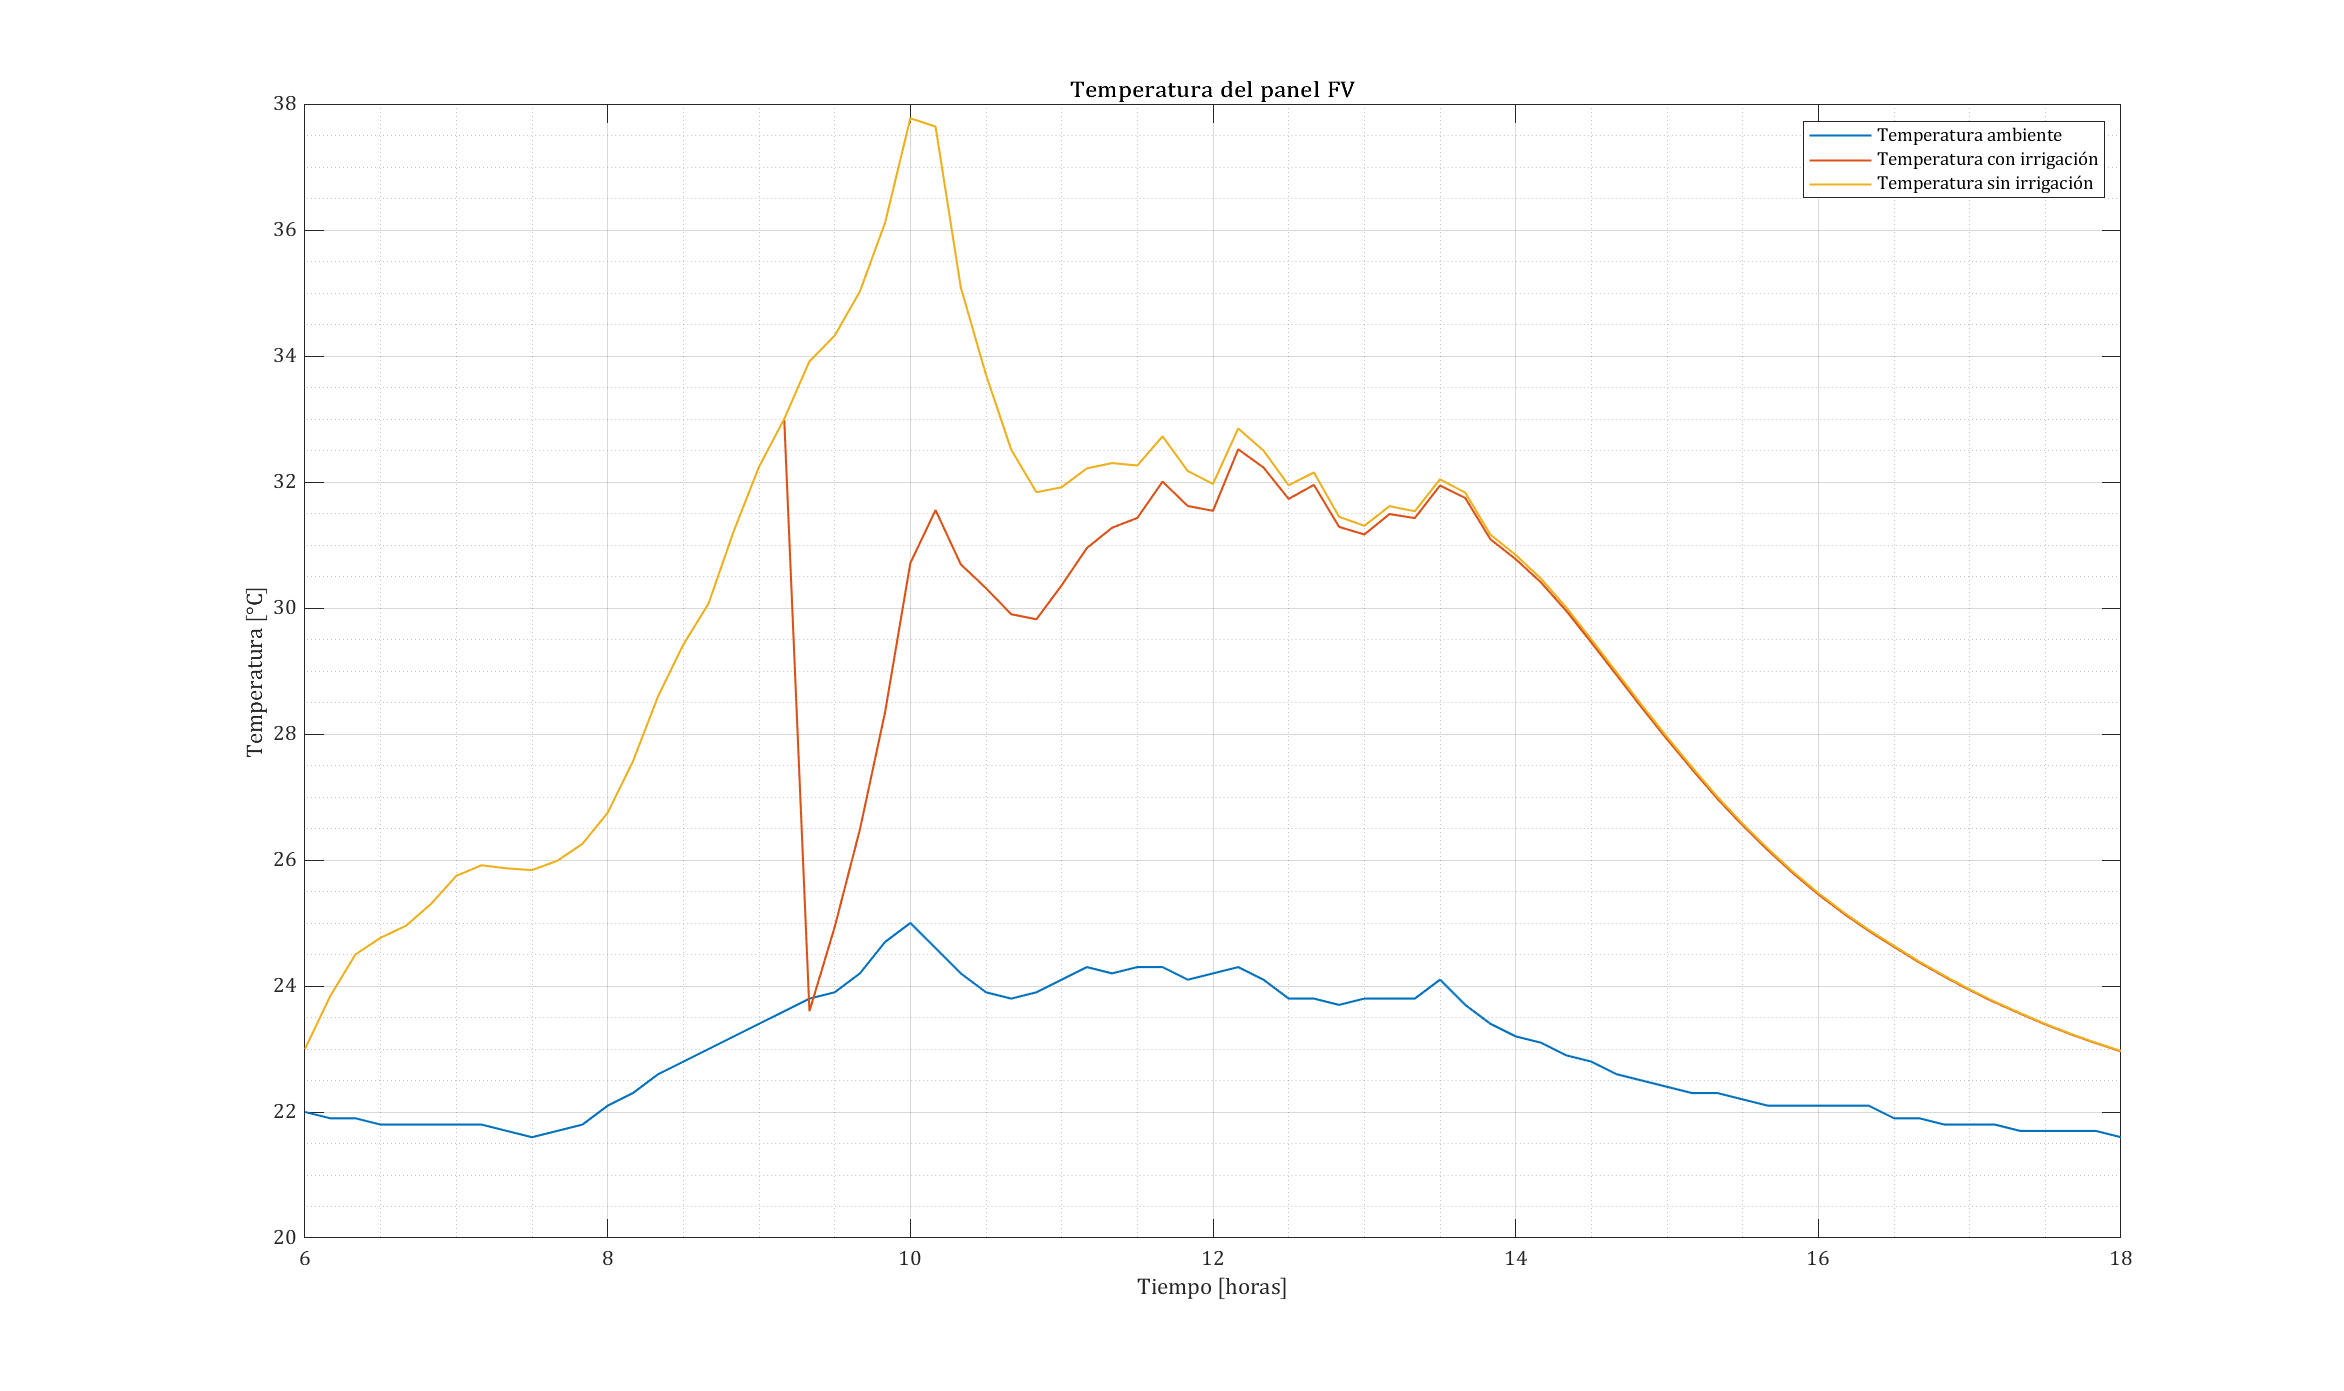 Temperatura del panel FV
38
36
34
32
30
28
26
24
22
20
Temperatura [°C]
Temperatura ambiente
Temperatura con irrigación
Temperatura sin irrigación
6 8 10 12 14 16 18
Tiempo [horas]